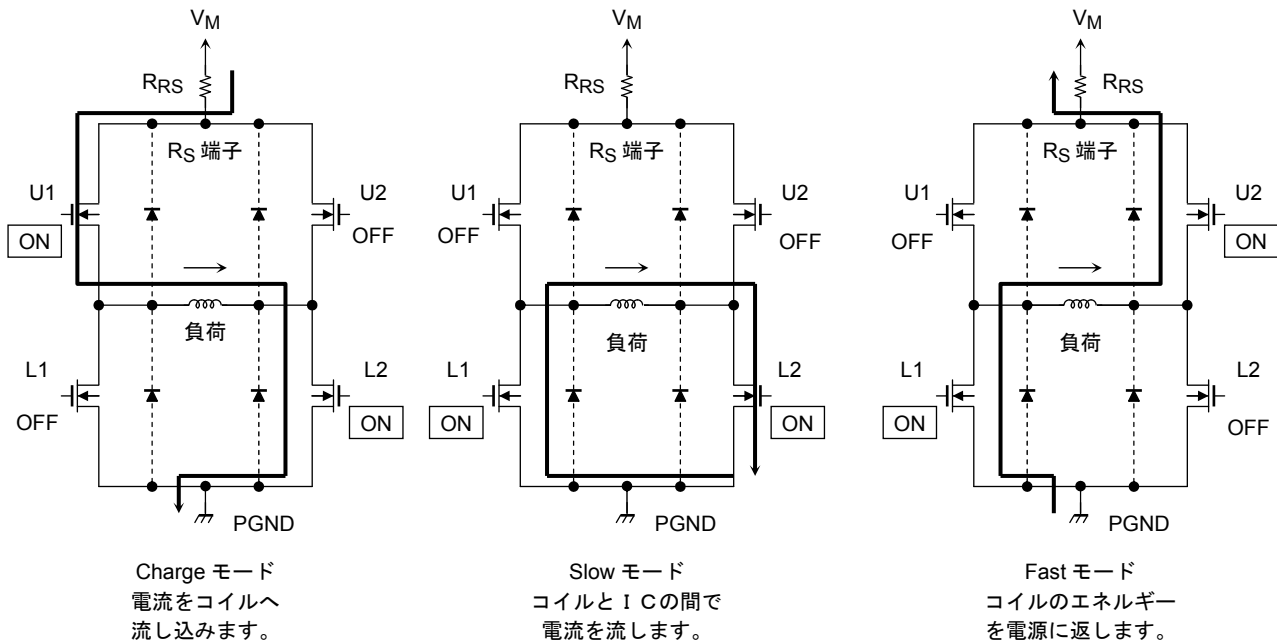 VM
RRS
RS 端子
U1
ON
U2
OFF
負荷
L1
OFF
L2
ON
PGND
Charge モード
電流をコイルへ
流し込みます。
VM
RRS
RS 端子
U1
OFF
U2
OFF
負荷
L1
ON
L2
ON
PGND
Slow モード
コイルとＩＣの間で
電流を流します。
VM
RRS
RS 端子
U1
OFF
U2
ON
負荷
L1
ON
L2
OFF
PGND
Fast モード
コイルのエネルギー
を電源に返します。